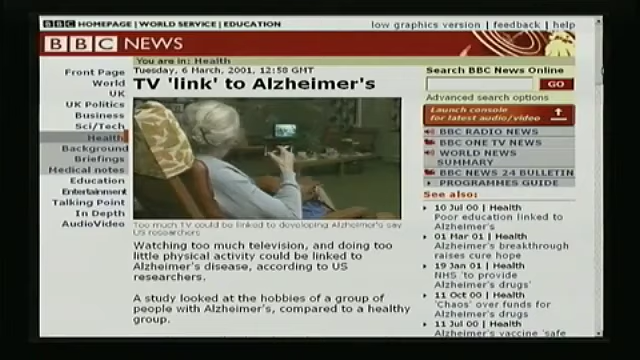 BBC HOMEPAGE | WORLD SERVICE | EDUCATION
low graphics version | feedback | help
BBC NEWS
You are in: Health
Tuesday, 6 March, 2001, 12:58 GMT
TV 'link' to Alzheimer's
Front Page
World
UK
UK Politics
Business
Sci/Tech
Health
Background
Briefings
Medical notes
Education
Entertainment
Talking Point
In Depth
AudioVideo
Too much TV could be linked to developing Alzheimer's say
US researchers
Watching too much television, and doing too
little physical activity could be linked to
Alzheimer's disease, according to US
researchers.
A study looked at the hobbies of a group of
people with Alzheimer's, compared to a healthy
group.
Search BBC News Online
GO
Advanced search options
Launch console
for latest audio/video
BBC RADIO NEWS
BBC ONE TV NEWS
WORLD NEWS
SUMMARY
BBC NEWS 24 BULLETIN
PROGRAMMES GUIDE
See also:
10 Jul 00 | Health
Poor education linked to
Alzheimer's
01 Mar 01 | Health
Alzheimer's breakthrough
raises cure hope
19 Jan 01 | Health
NHS 'to provide
Alzheimer's drugs'
11 Oct 00 | Health
'Chaos' over funds for
Alzheimer's drugs
11 Jul 00 | Health
Alzheimer's vaccine 'safe